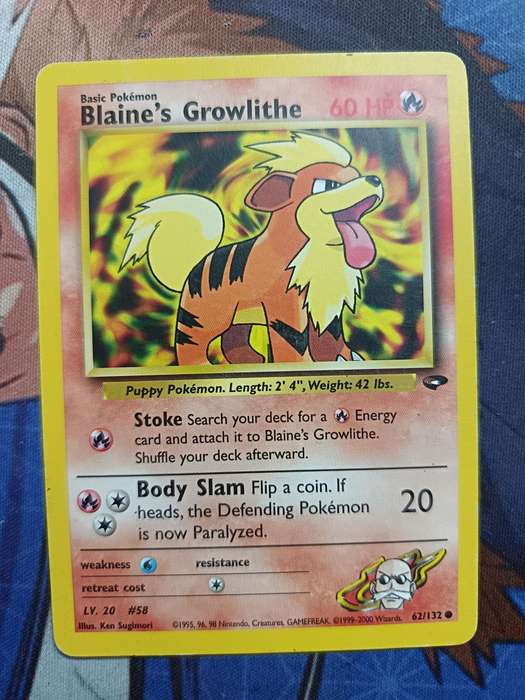 Basic Pokémon
Blaine's Growlithe 60 HP
Puppy Pokémon. Length: 2' 4", Weight: 42 lbs.
Stoke Search your deck for a Energy
card and attach it to Blaine's Growlithe.
Shuffle your deck afterward.
Body Slam Flip a coin. If
heads, the Defending Pokémon
is now Paralyzed.
20
weakness resistance
retreat cost
LV. 20 #58
Illus. Ken Sugimori ©1995, 96, 98 Nintendo, Creatures, GAMEFREAK. ©1999-2000 Wizards. 62/132